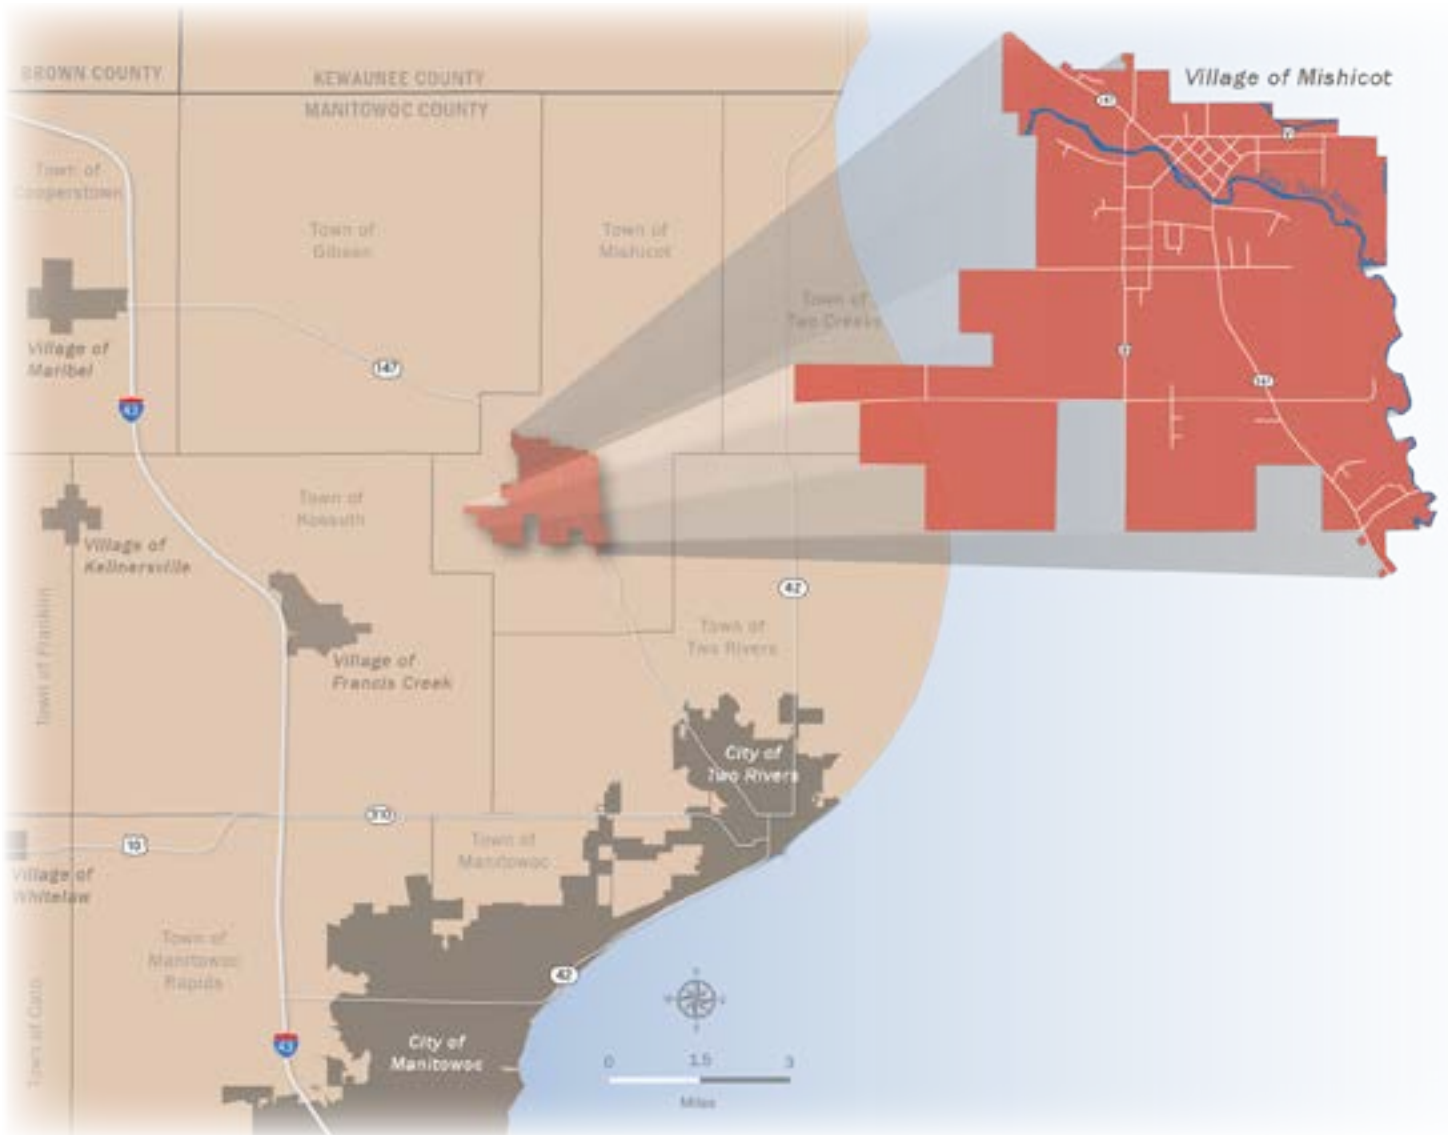 BROWN COUNTY
KEWAUNEE COUNTY
MANITOWOC COUNTY
Village of Mishicot
147
Town of
Cooperstown
Town of
Gibson
Town of
Mishicot
Town of
Two Creeks
Village of
Maribel
147
43
147
Town of
Kossuth
Village of
Kellnersville
42
Town of Franklin
Village of
Francis Creek
Town of
Two Rivers
City of
Two Rivers
310
10
Town of
Manitowoc
Village of
Whitelaw
Town of
Manitowoc
Rapids
42
Town of Cato
43
City of
Manitowoc
0 1.5 3
Miles